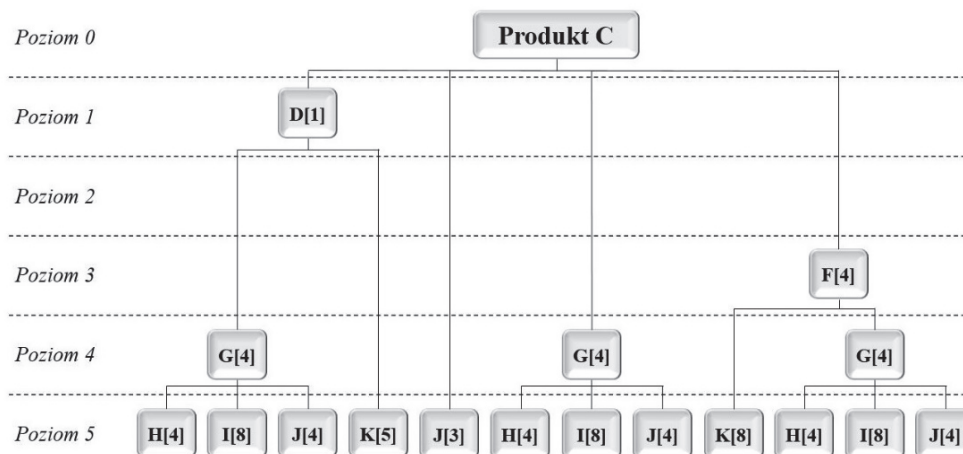 Poziom 0
Produkt C
Poziom 1
D[1]
Poziom 2
Poziom 3
F[4]
Poziom 4
G[4]
G[4]
G[4]
Poziom 5
H[4]
I[8]
J[4]
K[5]
J[3]
H[4]
I[8]
J[4]
K[8]
H[4]
I[8]
J[4]